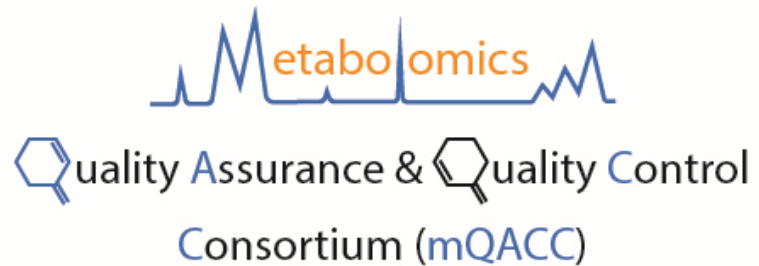 Metabolomics
Quality Assurance & Quality Control
Consortium (mQACC)